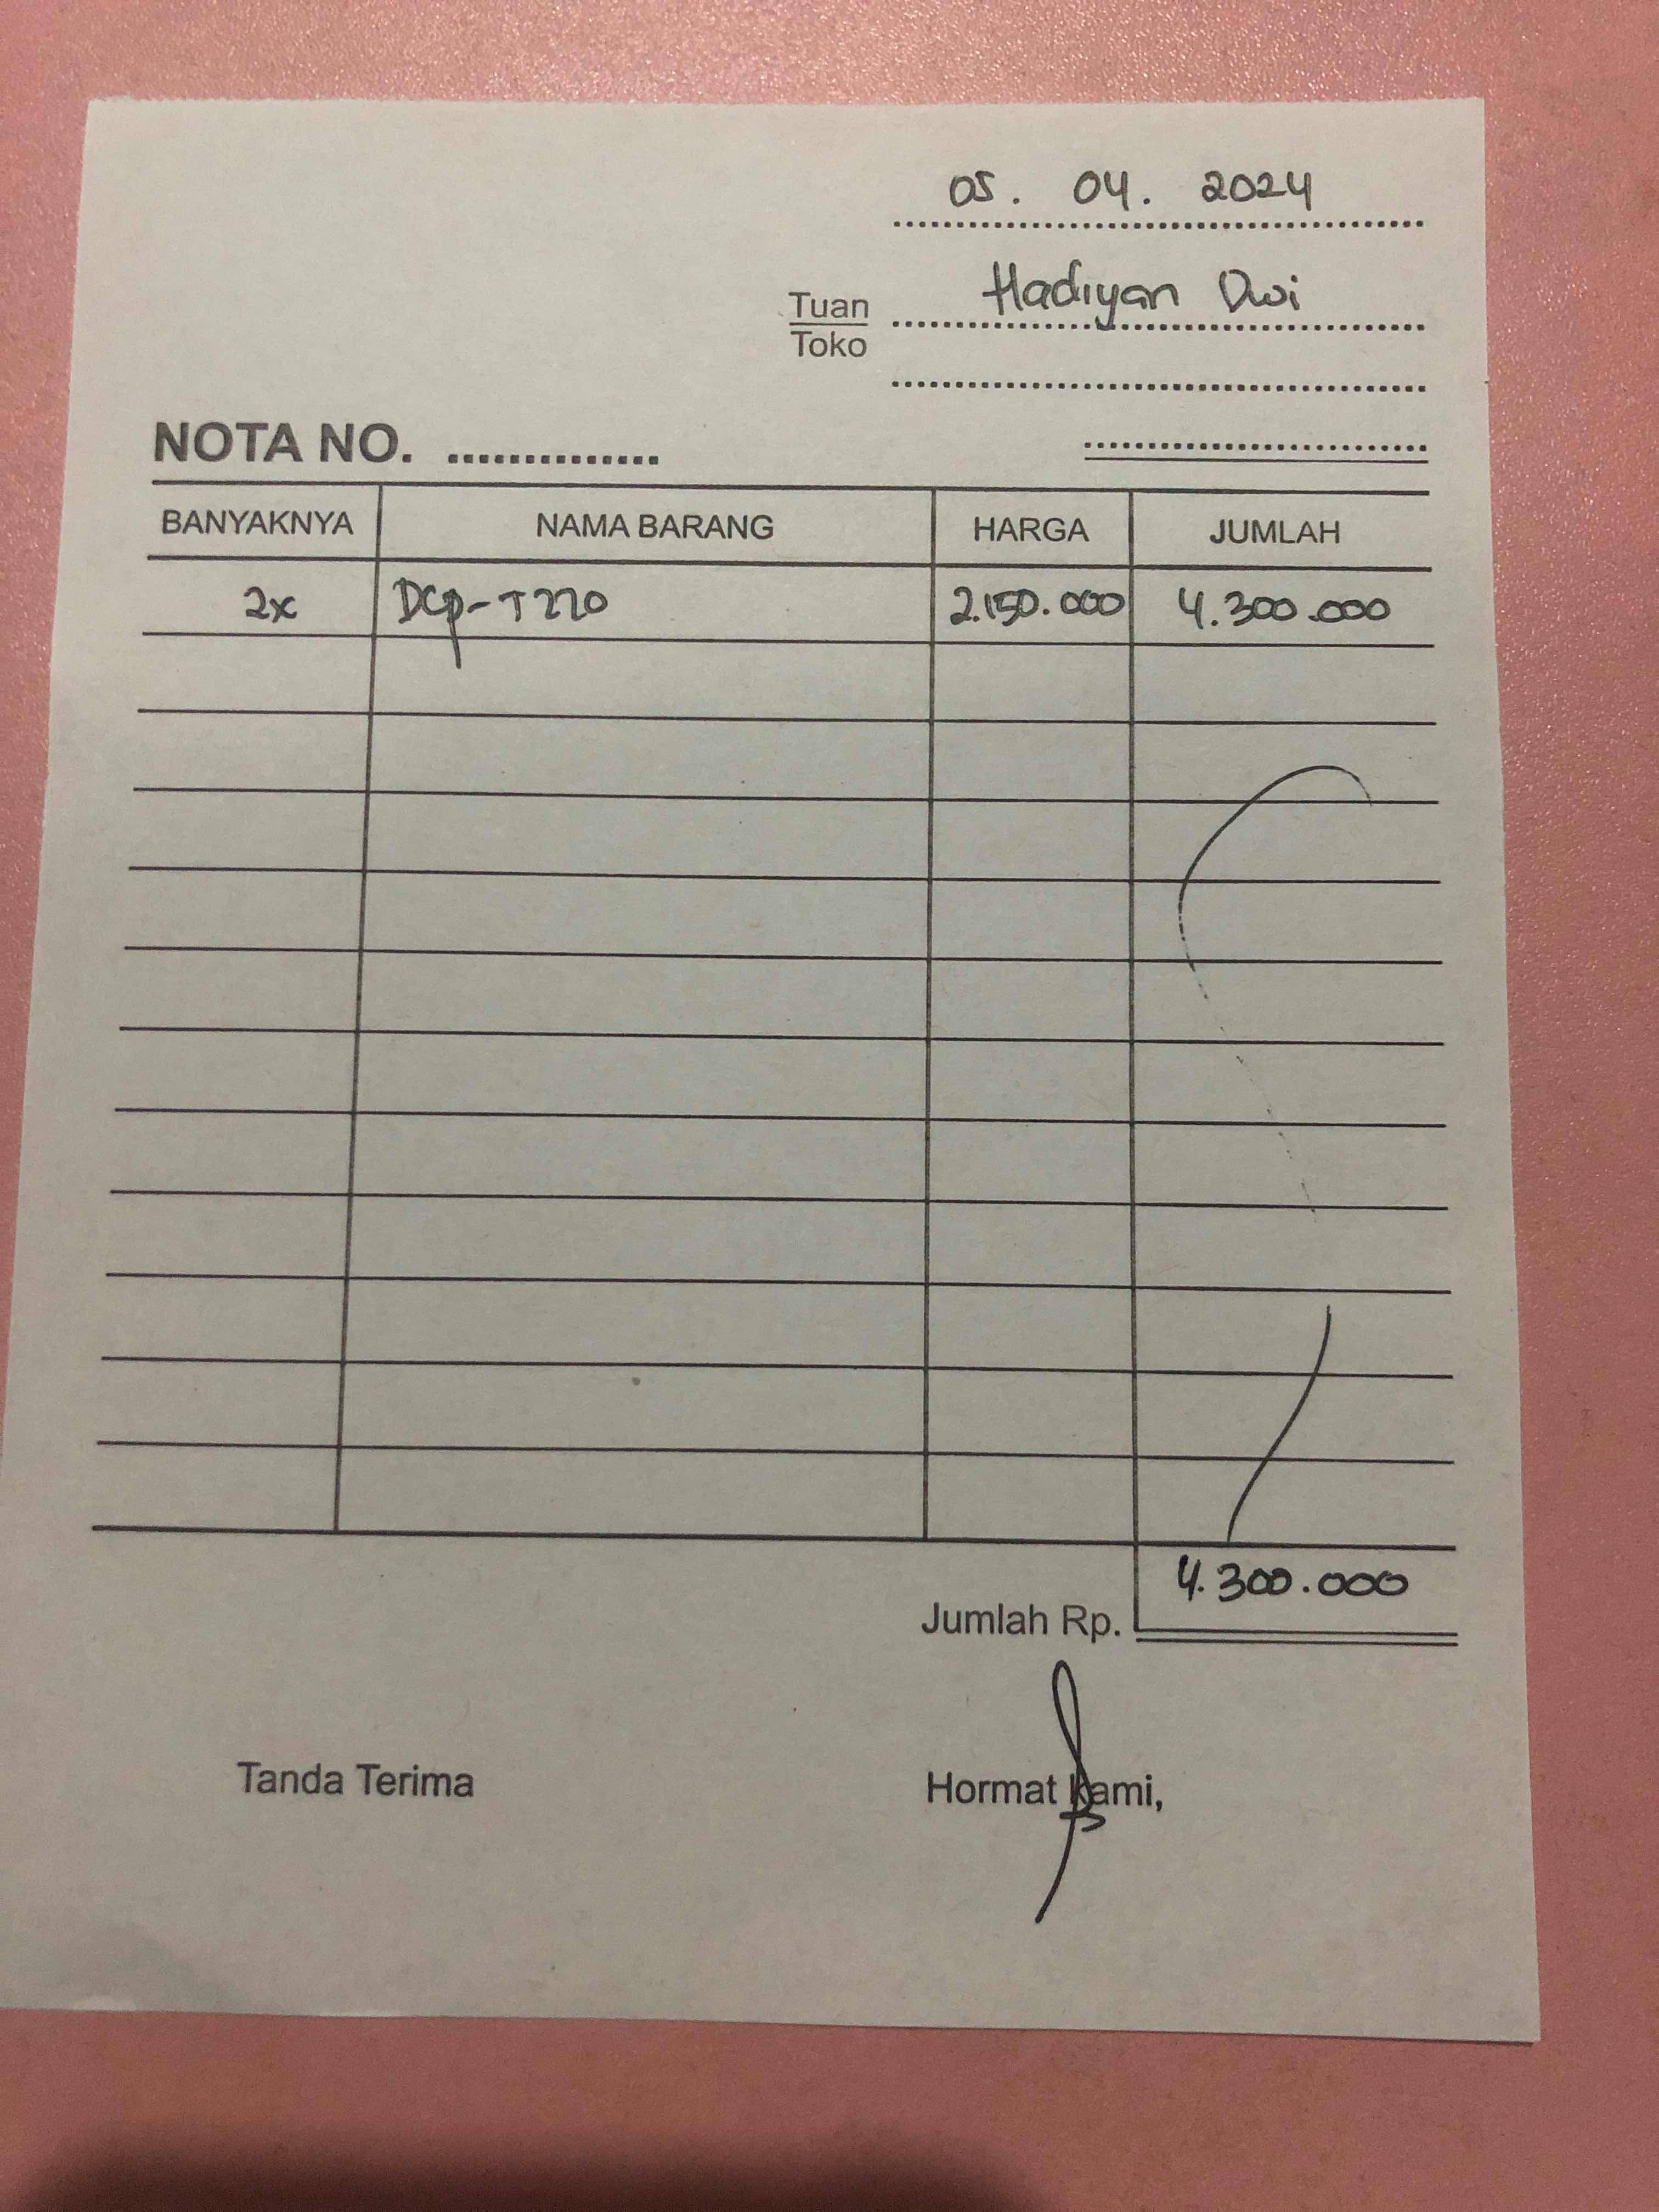 05. 04. 2024
Tuan Hadiyan Dwi
Toko
NOTA NO. ..............
BANYAKNYA NAMA BARANG HARGA JUMLAH
2x DCP-T220 2.150.000 4.300.000
4.300.000
Jumlah Rp.
Tanda Terima Hormat Kami,